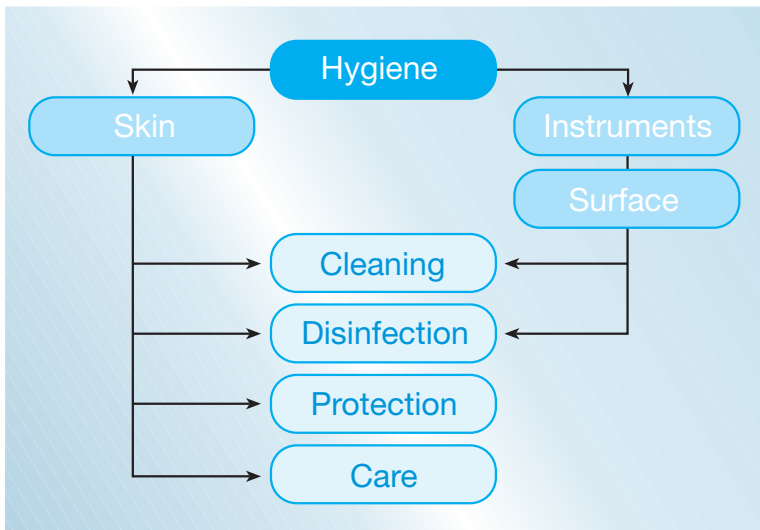 Hygiene
Skin
Instruments
Surface
Cleaning
Disinfection
Protection
Care